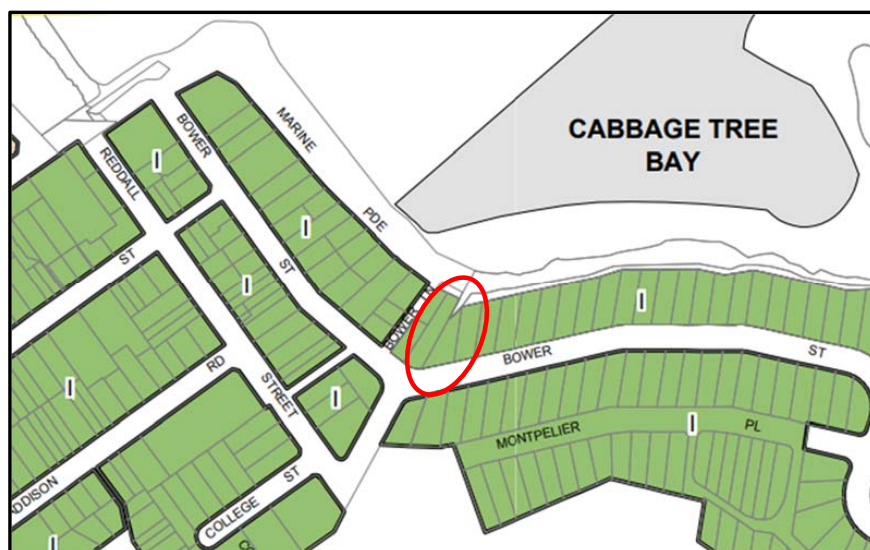 CABBAGE TREE
BAY
MARINE
PDE
BOWER
ST
REDDALL
STREET
I
I
I
I
ST
RD
I
BOWER LN
I
BOWER
ST
I
MONTPELIER
PL
I
ADDISON
COLLEGE
ST
I
CO